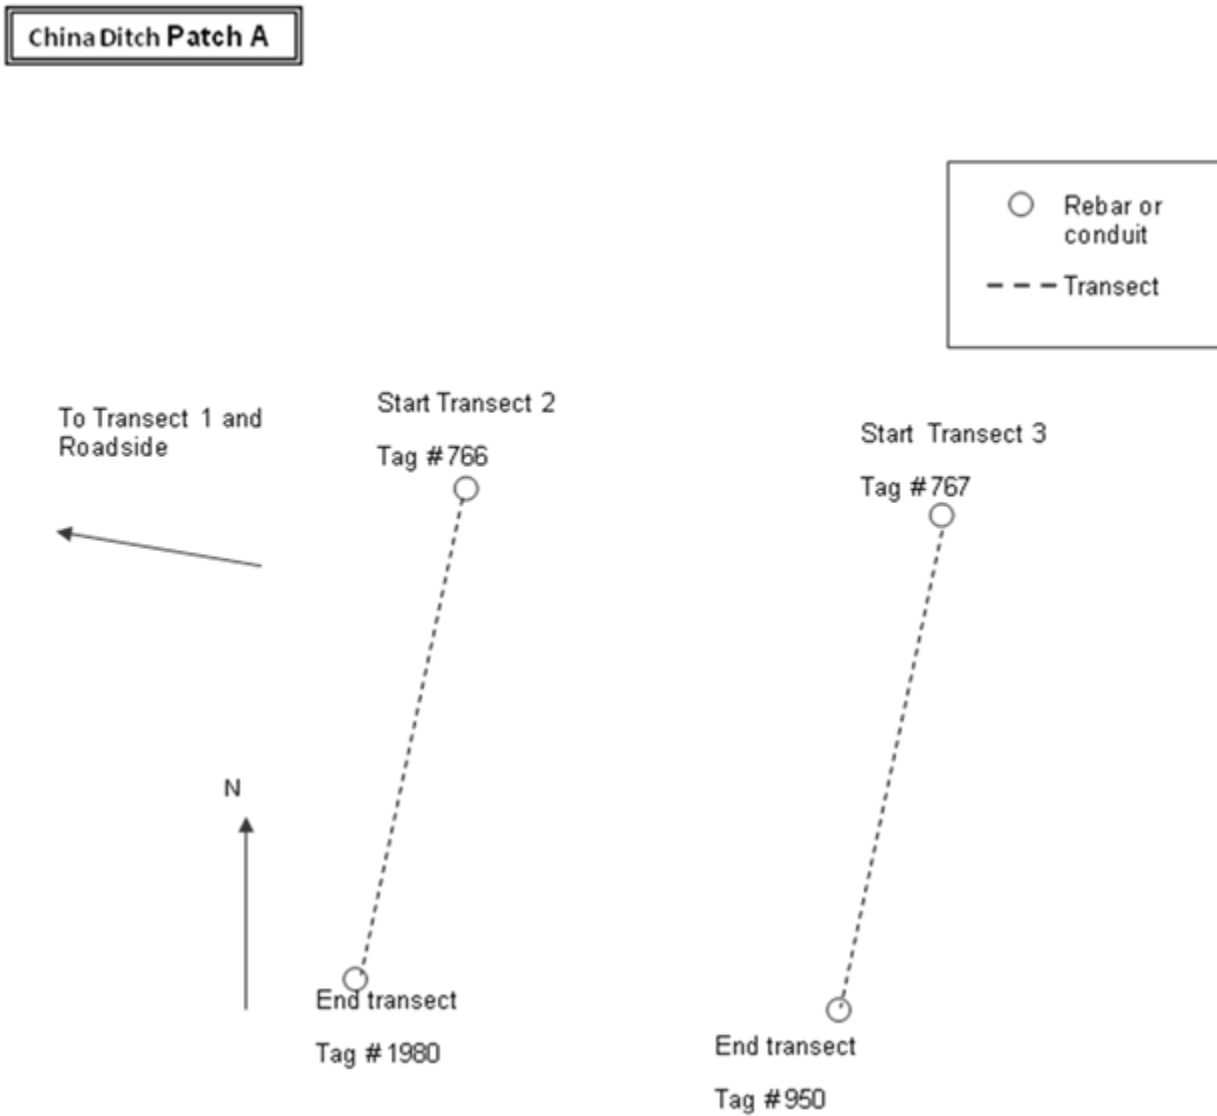 China Ditch Patch A
Rebar or
conduit
Transect
To Transect 1 and
Roadside
Start Transect 2
Tag #766
Start Transect 3
Tag #767
N
End transect
Tag #1980
End transect
Tag #950